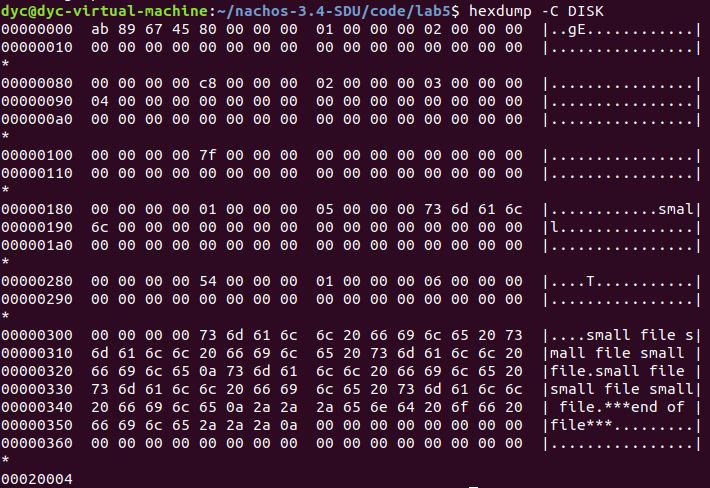 dyc@dyc-virtual-machine:~/nachos-3.4-SDU/code/lab5$ hexdump -C DISK
00000000  ab 89 67 45 80 00 00 00  01 00 00 00 02 00 00 00  |..gE............|
00000010  00 00 00 00 00 00 00 00  00 00 00 00 00 00 00 00  |................|
*
00000080  00 00 00 00 c8 00 00 00  02 00 00 00 03 00 00 00  |................|
00000090  04 00 00 00 00 00 00 00  00 00 00 00 00 00 00 00  |................|
000000a0  00 00 00 00 00 00 00 00  00 00 00 00 00 00 00 00  |................|
*
00000100  00 00 00 00 7f 00 00 00  00 00 00 00 00 00 00 00  |................|
00000110  00 00 00 00 00 00 00 00  00 00 00 00 00 00 00 00  |................|
*
00000180  00 00 00 00 01 00 00 00  05 00 00 00 73 6d 61 6c  |............smal|
00000190  6c 00 00 00 00 00 00 00  00 00 00 00 00 00 00 00  |l...............|
000001a0  00 00 00 00 00 00 00 00  00 00 00 00 00 00 00 00  |................|
*
00000280  00 00 00 00 54 00 00 00  01 00 00 00 06 00 00 00  |....T...........|
00000290  00 00 00 00 00 00 00 00  00 00 00 00 00 00 00 00  |................|
*
00000300  00 00 00 00 73 6d 61 6c  6c 20 66 69 6c 65 20 73  |....small file s|
00000310  6d 61 6c 6c 20 66 69 6c  65 20 73 6d 61 6c 6c 20  |mall file small |
00000320  66 69 6c 65 0a 73 6d 61  6c 6c 20 66 69 6c 65 20  |file.small file |
00000330  73 6d 61 6c 6c 20 66 69  6c 65 20 73 6d 61 6c 6c  |small file small|
00000340  20 66 69 6c 65 0a 2a 2a  2a 65 6e 64 20 6f 66 20  | file.***end of |
00000350  66 69 6c 65 2a 2a 2a 0a  00 00 00 00 00 00 00 00  |file***.........|
00000360  00 00 00 00 00 00 00 00  00 00 00 00 00 00 00 00  |................|
*
00020004